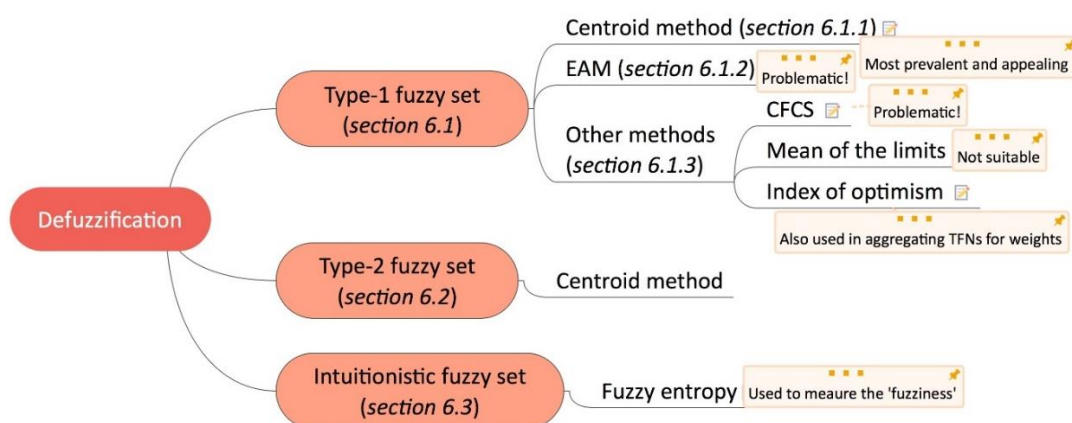 Centroid method (section 6.1.1)
Most prevalent and appealing
EAM (section 6.1.2)
Problematic!
Type-1 fuzzy set
(section 6.1)
CFCS
Problematic!
Other methods
(section 6.1.3)
Mean of the limits
Not suitable
Index of optimism
Also used in aggregating TFNs for weights
Defuzzification
Type-2 fuzzy set
(section 6.2)
Centroid method
Intuitionistic fuzzy set
(section 6.3)
Fuzzy entropy
Used to meaure the 'fuzziness'